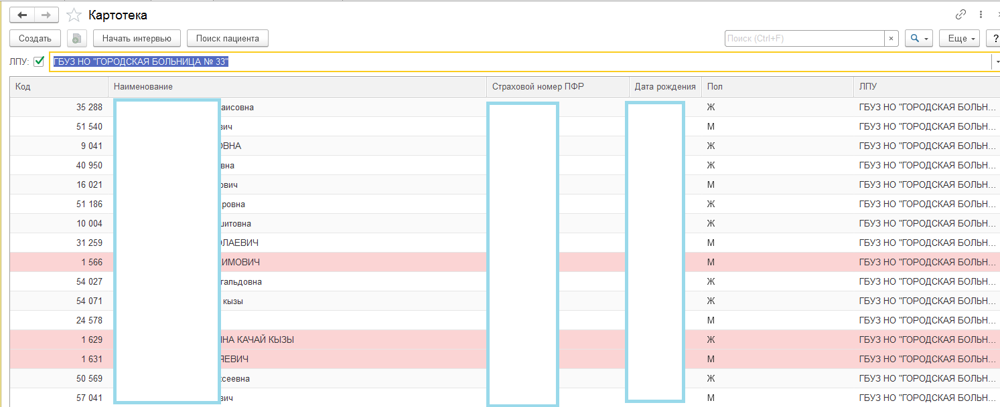 Картотека
Создать Начать интервью Поиск пациента Поиск (Ctrl+F) × Еще ?
ЛПУ: ГБУЗ НО "ГОРОДСКАЯ БОЛЬНИЦА № 33"
Код Наименование Страховой номер ПФР Дата рождения Пол ЛПУ
35 288 аисовна Ж ГБУЗ НО "ГОРОДСКАЯ БОЛЬН...
51 540 вич М ГБУЗ НО "ГОРОДСКАЯ БОЛЬН...
9 041 ОВНА Ж ГБУЗ НО "ГОРОДСКАЯ БОЛЬН...
40 950 вна Ж ГБУЗ НО "ГОРОДСКАЯ БОЛЬН...
16 021 ович М ГБУЗ НО "ГОРОДСКАЯ БОЛЬН...
51 186 ровна Ж ГБУЗ НО "ГОРОДСКАЯ БОЛЬН...
10 004 шитовна Ж ГБУЗ НО "ГОРОДСКАЯ БОЛЬН...
31 259 ОЛАЕВИЧ М ГБУЗ НО "ГОРОДСКАЯ БОЛЬН...
1 566 ИМОВИЧ М ГБУЗ НО "ГОРОДСКАЯ БОЛЬН...
54 027 гальдовна Ж ГБУЗ НО "ГОРОДСКАЯ БОЛЬН...
54 071 кызы Ж ГБУЗ НО "ГОРОДСКАЯ БОЛЬН...
24 578 М ГБУЗ НО "ГОРОДСКАЯ БОЛЬН...
1 629 НА КАЧАЙ КЫЗЫ Ж ГБУЗ НО "ГОРОДСКАЯ БОЛЬН...
1 631 ЕВИЧ М ГБУЗ НО "ГОРОДСКАЯ БОЛЬН...
50 569 ксеевна Ж ГБУЗ НО "ГОРОДСКАЯ БОЛЬН...
57 041 вич М ГБУЗ НО "ГОРОДСКАЯ БОЛЬН...